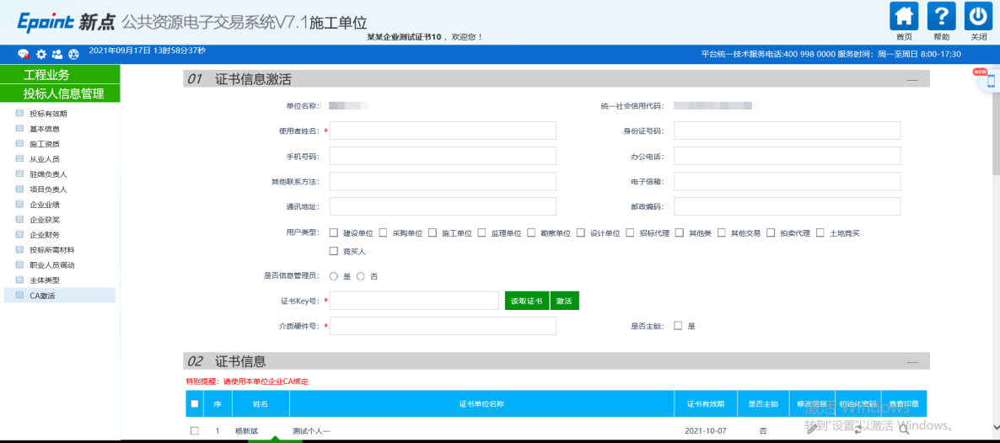 Epoint 新点 公共资源电子交易系统V7.1施工单位
某某企业测试证书10 ，欢迎您！
首页 帮助 关闭
2021年09月17日 13时58分37秒
平台统一技术服务电话:400 998 0000 服务时间：周一至周日 8:00-17:30
工程业务
投标人信息管理
投标有效期
基本信息
施工资质
从业人员
驻绵负责人
项目负责人
企业业绩
企业获奖
企业财务
投标所需材料
职业人员调动
主体类型
CA激活
NEW
01 证书信息激活
单位名称： 统一社会信用代码：
使用者姓名：* 身份证号码：
手机号码： 办公电话：
其他联系方法： 电子信箱：
通讯地址： 邮政编码：
用户类型： 建设单位 采购单位 施工单位 监理单位 勘察单位 设计单位 招标代理 其他类 其他交易 拍卖代理 土地竞买
竞买人
是否信息管理员： 是 否
证书Key号：* 读取证书 激活
介质硬件号：* 是否主锁： 是
02 证书信息
特别提醒：请使用本单位企业CA绑定
序 姓名 证书单位名称 证书有效期 是否主锁 修改信息 初始化密码 查看印章
1 杨新斌 测试个人一 2021-10-07 否
激活 Windows
转到"设置"以激活 Windows。